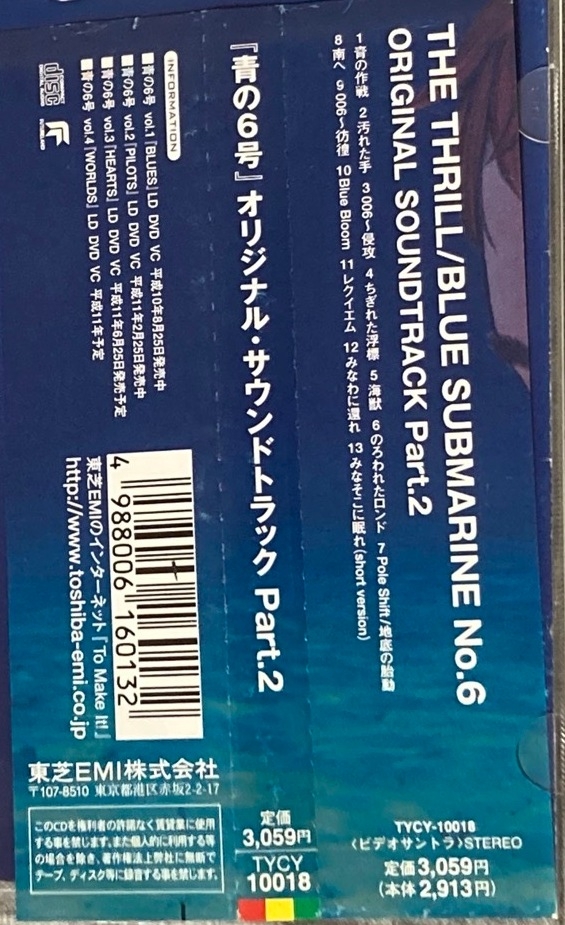 THE THRILL/BLUE SUBMARINE No.6
ORIGINAL SOUNDTRACK Part.2
1 音の作戦 2 汚れた手 3 006〜侵攻 4 ちぎれた浮標 5 海獣 6 のろわれたロンド 7 Pole Shift/地底の胎動
8 南へ 9 006〜彷徨 10 Blue Bloom 11 レクイエム 12 みなわに還れ 13 みなそこに眠れ(short version)
TYCY-10018
〈ビデオサントラ〉STEREO
定価3,059円
(本体2,913円)
『青の6号』オリジナル・サウンドトラック Part.2
定価
3,059円
TYCY
10018
INFORMATION
■青の6号 vol.1『BLUES』LD DVD VC 平成10年8月25日発売中
■青の6号 vol.2『PILOTS』LD DVD VC 平成11年2月25日発売中
■青の6号 vol.3『HEARTS』LD DVD VC 平成11年6月25日発売予定
■青の6号 vol.4『WORLDS』LD DVD VC 平成11年予定
disc
4 988006 160132
東芝EMIのインターネット『To Make It!』
http://www.toshiba-emi.co.jp
東芝EMI株式会社
〒107-8510 東京都港区赤坂2-2-17
このCDを権利者の許諾なく賃貸業に使用
する事を禁じます。また個人的に利用する等
の場合を除き、著作権法上弊社に無断で
テープ、ディスク等に録音する事を禁じます。